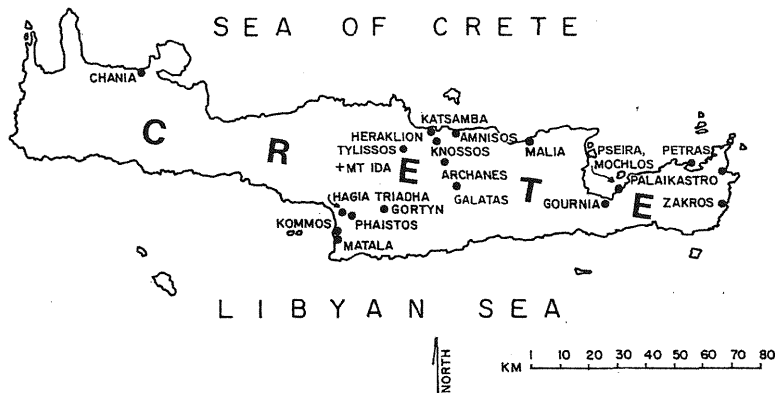 SEA OF CRETE
CHANIA
KATSAMBA
HERAKLION
AMNISOS
TYLISSOS
KNOSSOS
MALIA
PSEIRA,
MOCHLOS
PETRAS
+MT IDA
ARCHANES
PALAIKASTRO
CRETE
GALATAS
HAGIA TRIADHA
GORTYN
GOURNIA
ZAKROS
KOMMOS
PHAISTOS
MATALA
LIBYAN SEA
NORTH
KM 1 10 20 30 40 50 60 70 80